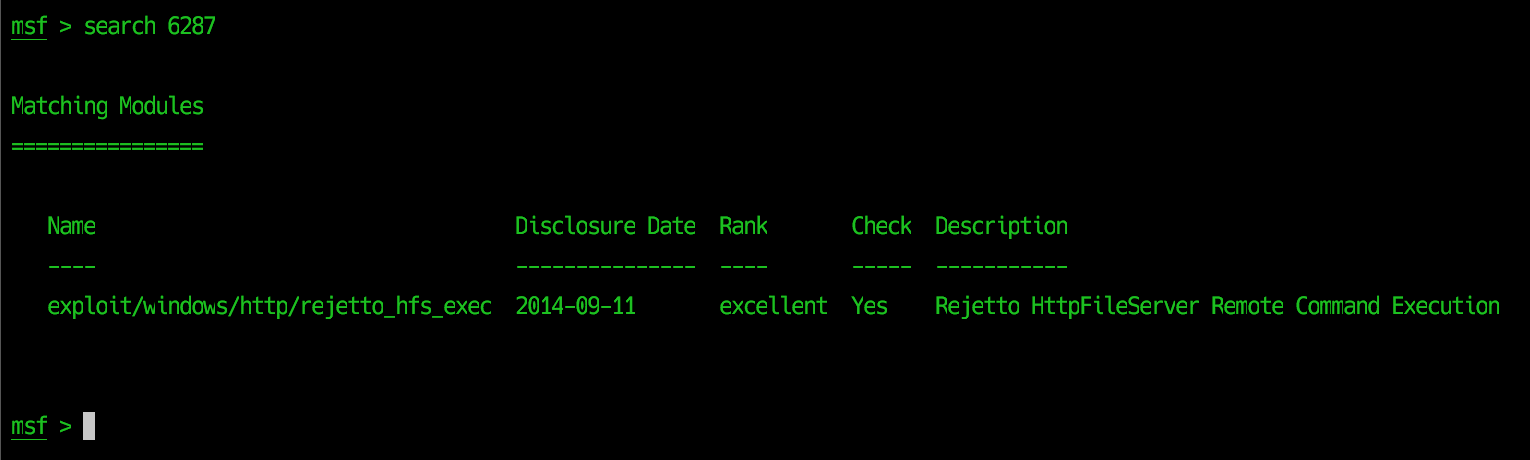 msf > search 6287
Matching Modules
================
Name Disclosure Date Rank Check Description
---- --------------- ---- ----- -----------
exploit/windows/http/rejetto_hfs_exec 2014-09-11 excellent Yes Rejetto HttpFileServer Remote Command Execution
msf >